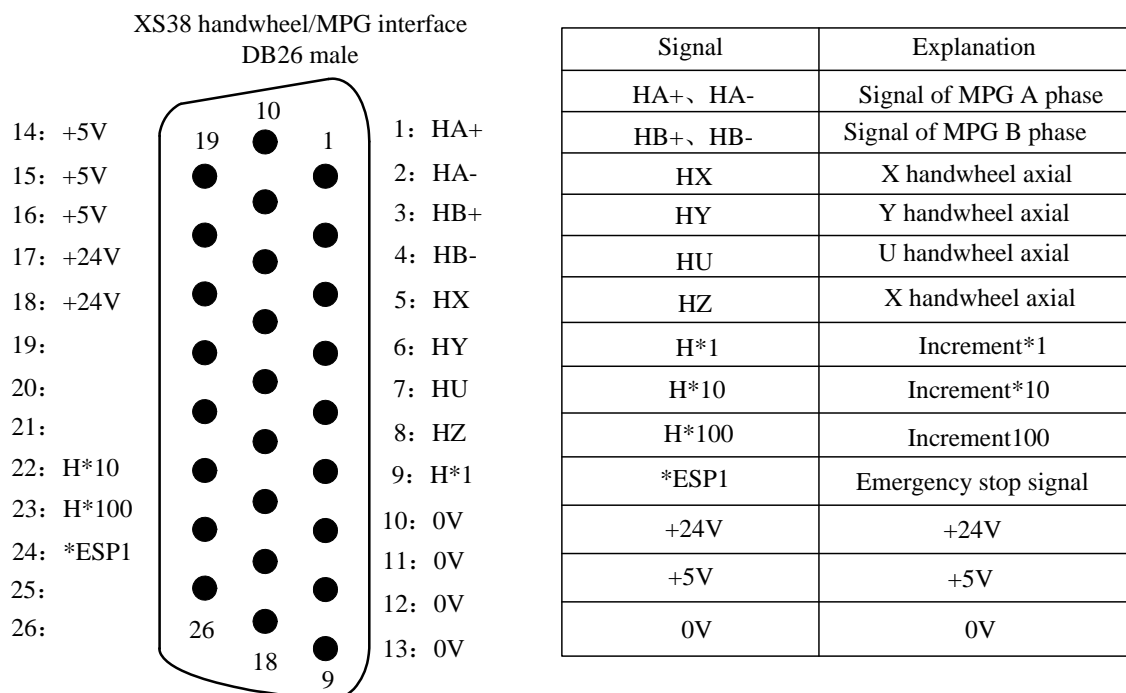 XS38 handwheel/MPG interface
DB26 male
14：+5V
15：+5V
16：+5V
17：+24V
18：+24V
19：
20：
21：
22：H*10
23：H*100
24：*ESP1
25：
26：
10
19
1
26
18
9
1：HA+
2：HA-
3：HB+
4：HB-
5：HX
6：HY
7：HU
8：HZ
9：H*1
10：0V
11：0V
12：0V
13：0V
Signal Explanation
HA+、HA- Signal of MPG A phase
HB+、HB- Signal of MPG B phase
HX X handwheel axial
HY Y handwheel axial
HU U handwheel axial
HZ X handwheel axial
H*1 Increment*1
H*10 Increment*10
H*100 Increment100
*ESP1 Emergency stop signal
+24V +24V
+5V +5V
0V 0V